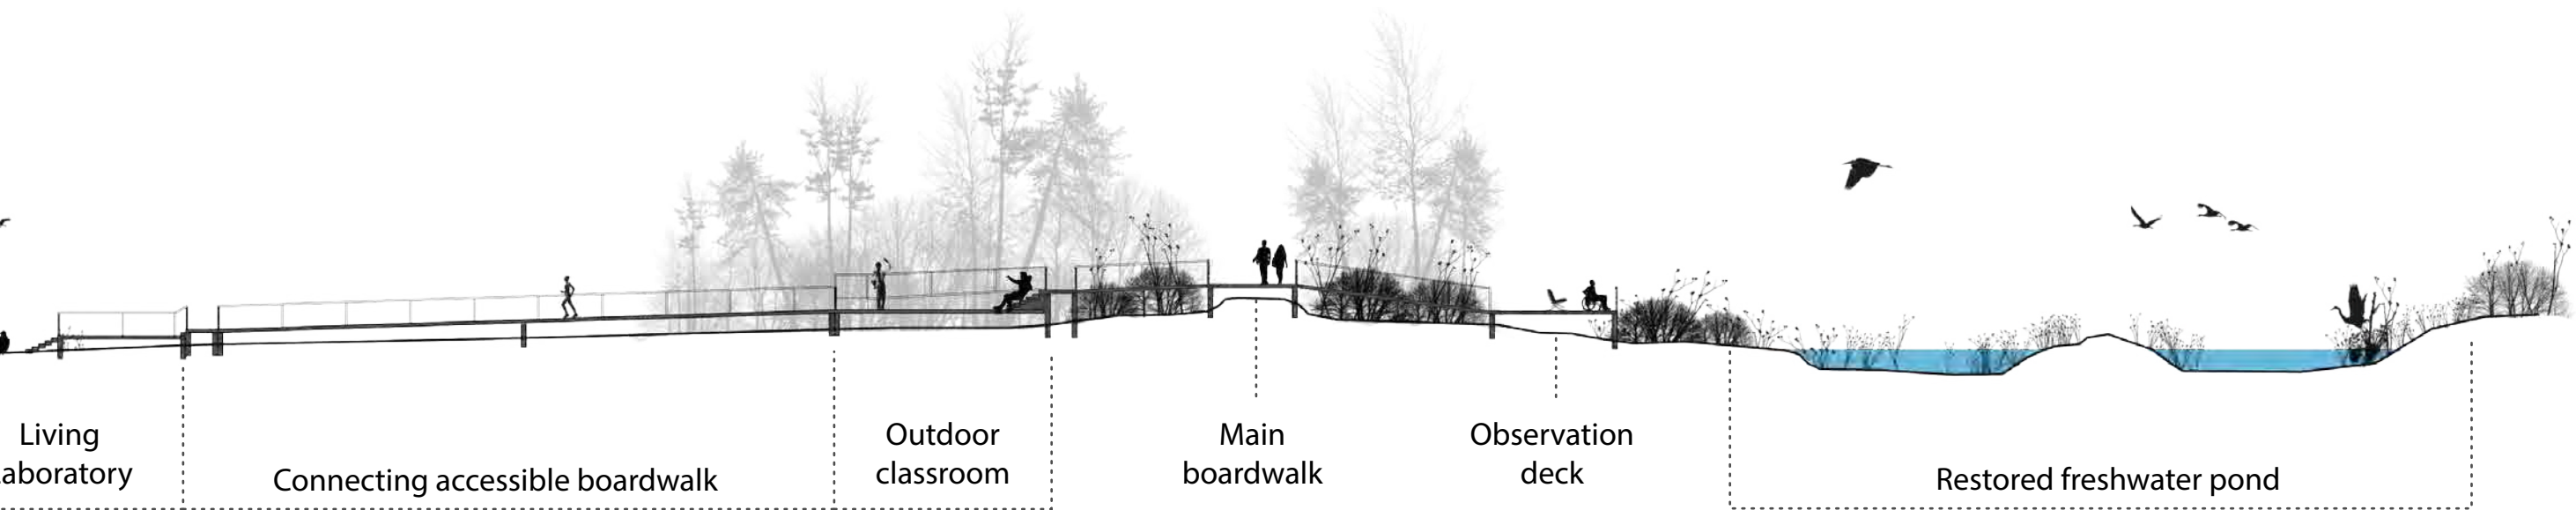 Living
aboratory
Connecting accessible boardwalk
Outdoor
classroom
Main
boardwalk
Observation
deck
Restored freshwater pond